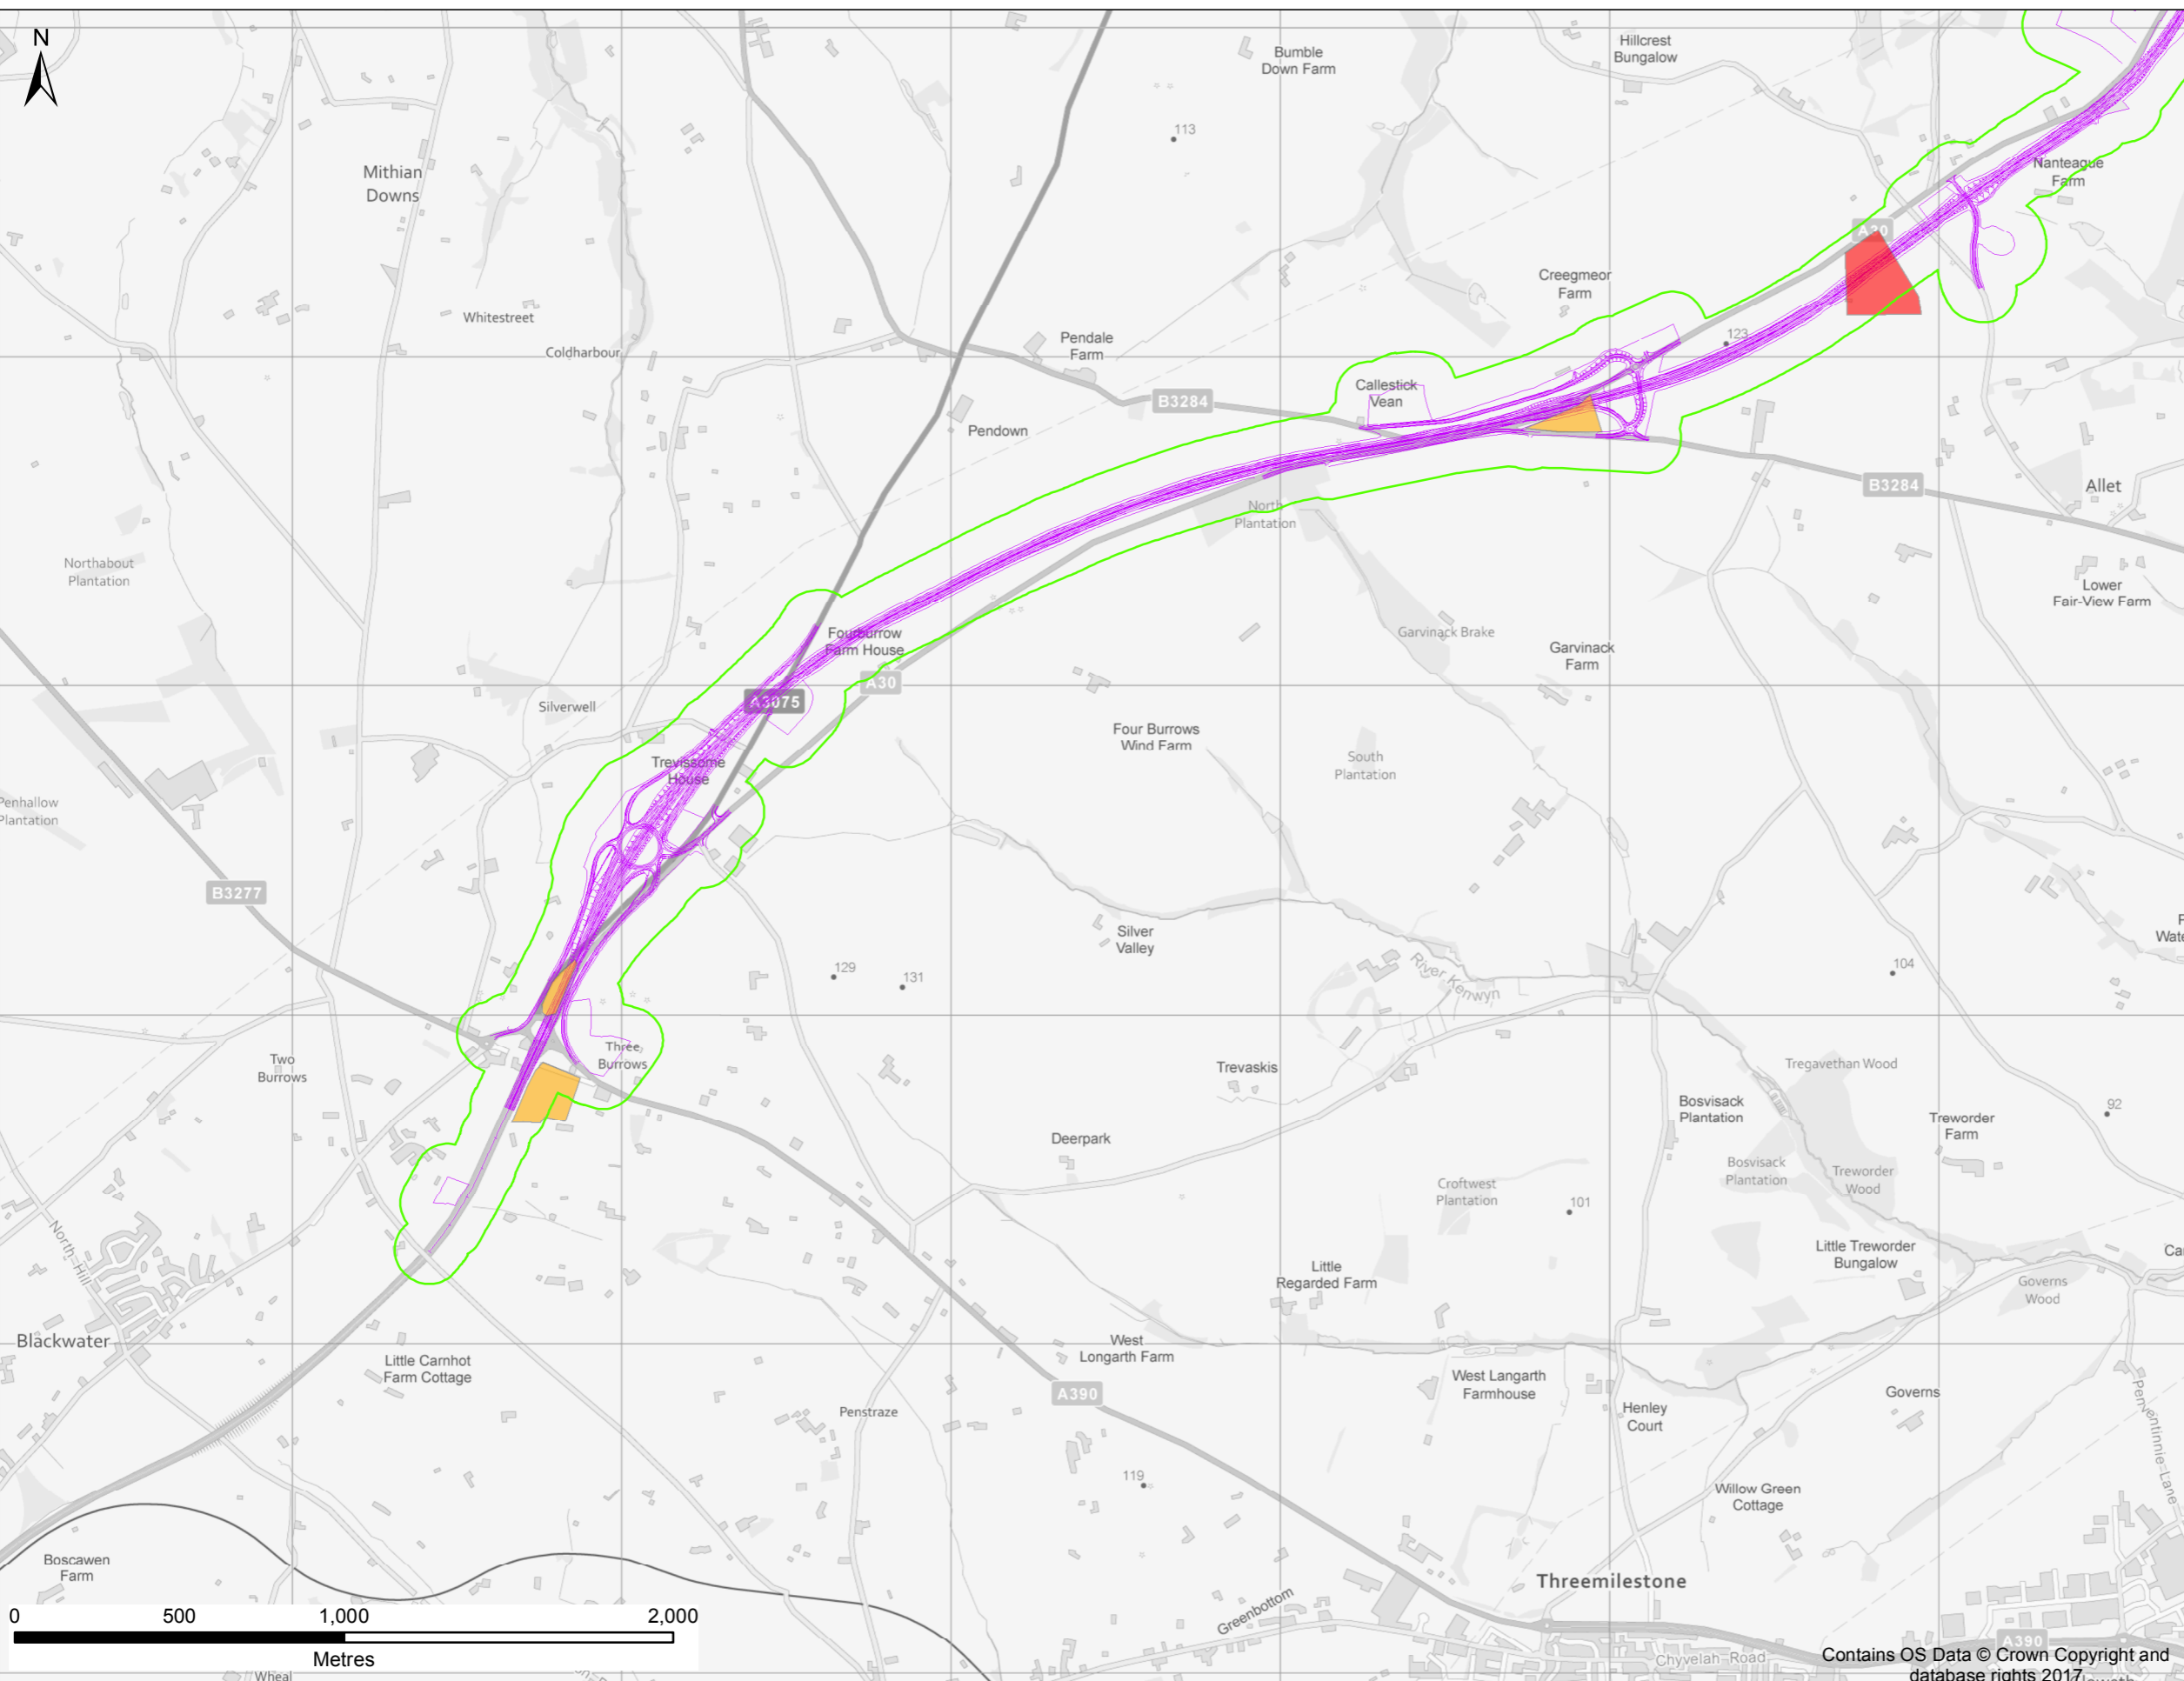 N
Bumble
Down Farm
Hillcrest
Bungalow
113
Mithian
Downs
Nanteague
Farm
A30
Whitestreet
Creegmeor
Farm
Coldharbour
Pendale
Farm
123
Callestick
Vean
B3284
Pendown
B3284
Allet
North
Plantation
Northabout
Plantation
Lower
Fair-View Farm
Fourburrow
Farm House
Garvinack Brake
Garvinack
Farm
A30
A3075
Silverwell
Four Burrows
Wind Farm
South
Plantation
Trevissome
House
Penhallow
Plantation
B3277
Silver
Valley
129
131
River Kenwyn
104
Two
Burrows
Three
Burrows
Trevaskis
Tregavethan Wood
Bosvisack
Plantation
92
Treworder
Farm
Deerpark
Bosvisack
Plantation
Treworder
Wood
Croftwest
Plantation
101
North-Hill
Little Treworder
Bungalow
Little
Regarded Farm
Governs
Wood
Blackwater
West
Longarth Farm
Little Carnhot
Farm Cottage
West Langarth
Farmhouse
A390
Governs
Penstraze
Henley
Court
Penventinnie-Lane
119
Willow Green
Cottage
Boscawen
Farm
Threemilestone
Greenbottom
0 500 1,000 2,000
Metres
A390
Chyvelah-Road
Contains OS Data © Crown Copyright and
database rights 2017
Wheal